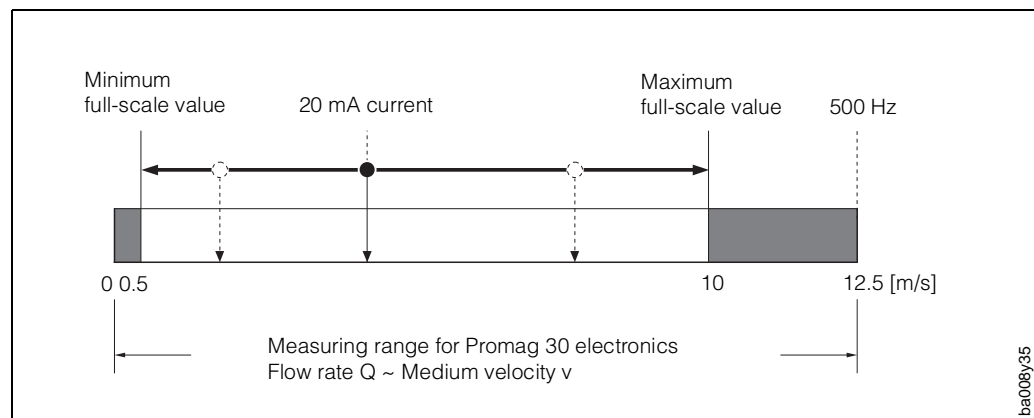 Minimum
full-scale value
20 mA current
Maximum
full-scale value
500 Hz
0 0.5
10
12.5 [m/s]
Measuring range for Promag 30 electronics
Flow rate Q ~ Medium velocity v
ba008y35